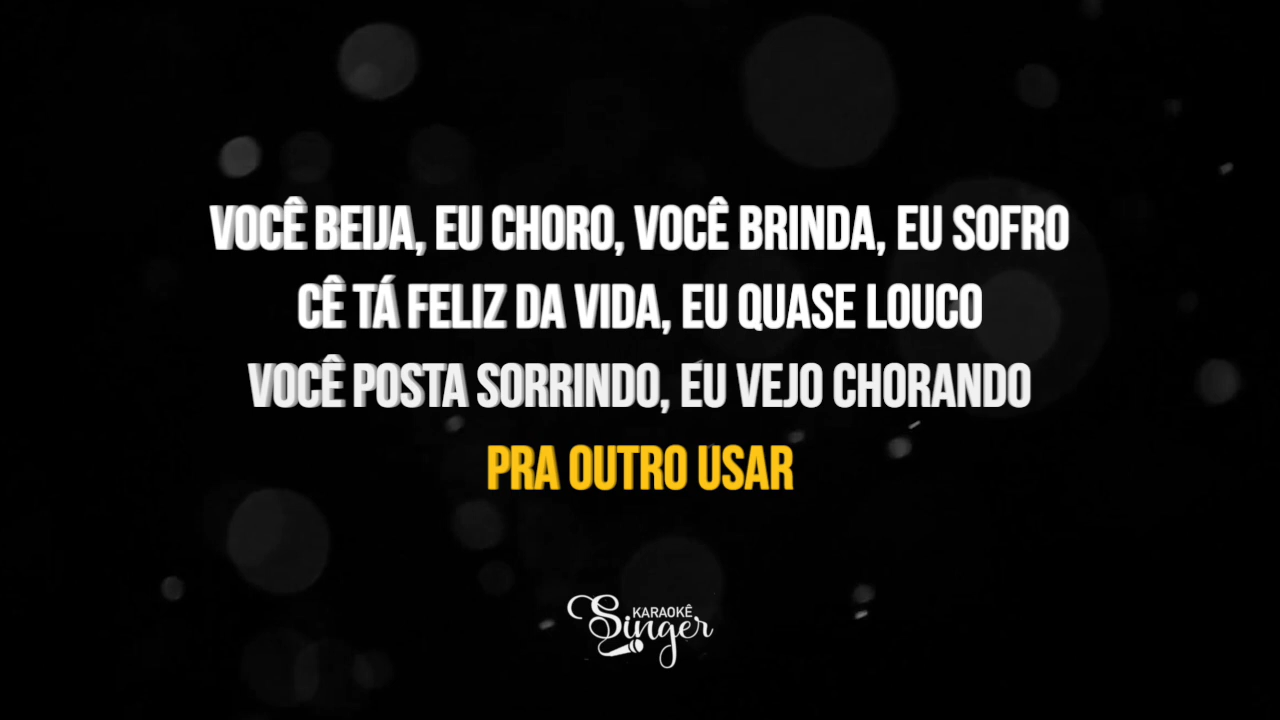 VOCÊ BEIJA, EU CHORO, VOCÊ BRINDA, EU SOFRO
CÊ TÁ FELIZ DA VIDA, EU QUASE LOUCO
VOCÊ POSTA SORRINDO, EU VEJO CHORANDO
PRA OUTRO USAR
KARAOKÊ
Singer